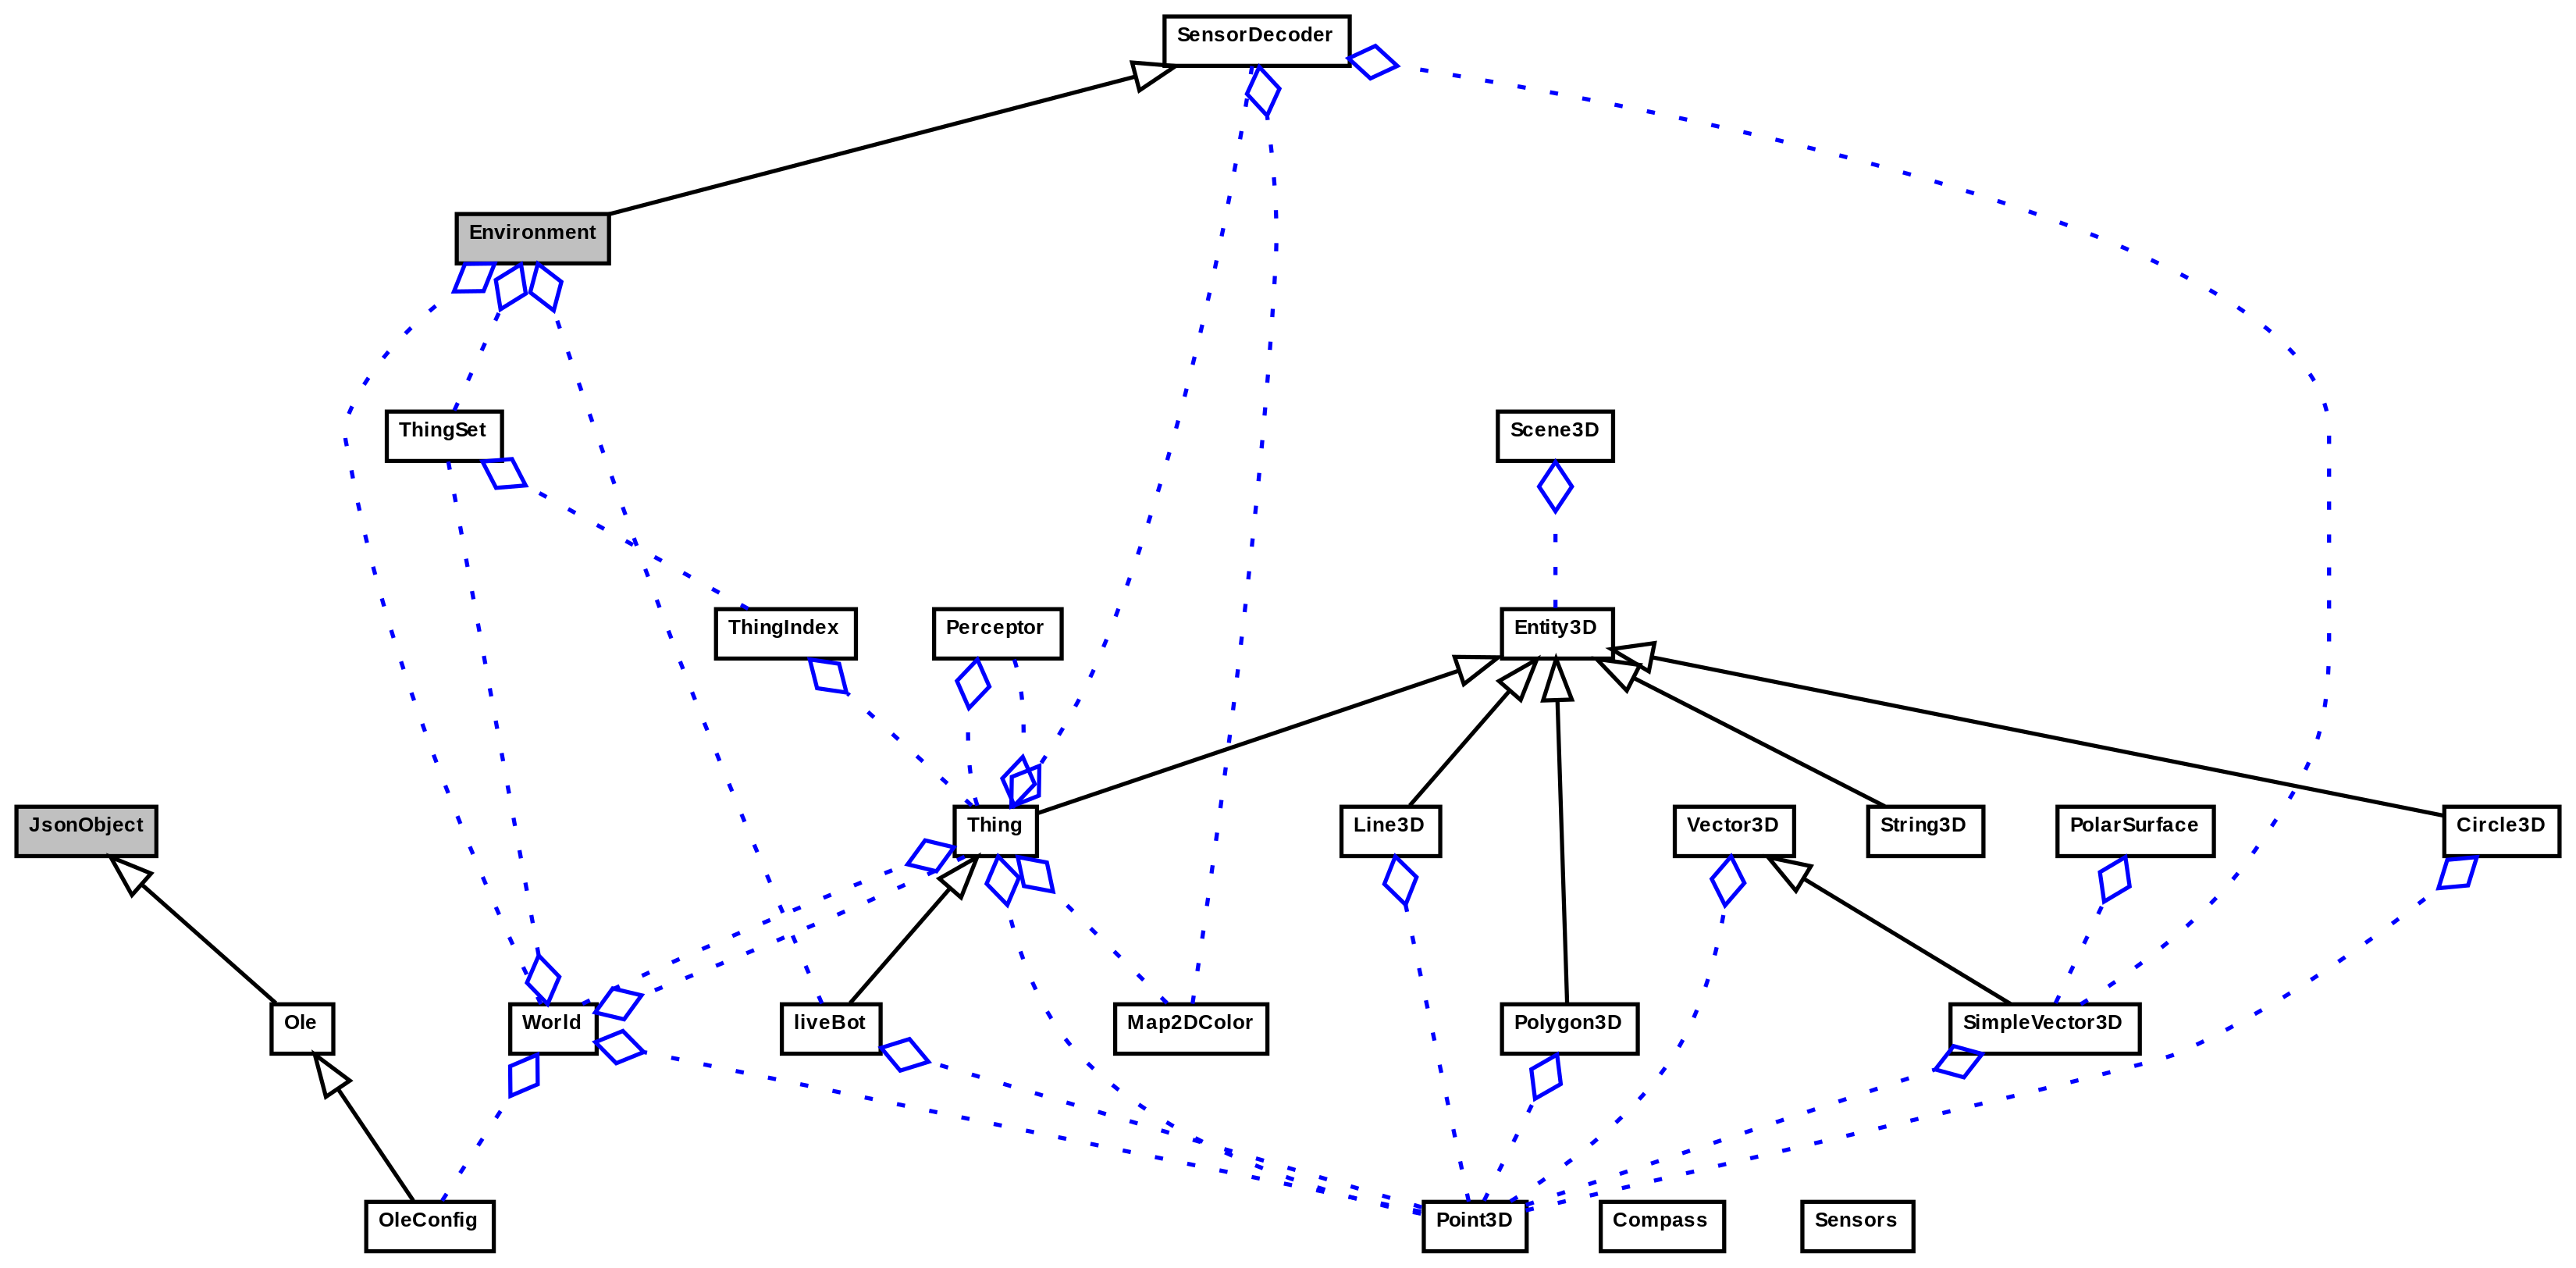 SensorDecoder
Environment
ThingSet
Scene3D
ThingIndex
Perceptor
Entity3D
JsonObject
Thing
Line3D
Vector3D
String3D
PolarSurface
Circle3D
Ole
World
liveBot
Map2DColor
Polygon3D
SimpleVector3D
OleConfig
Point3D
Compass
Sensors